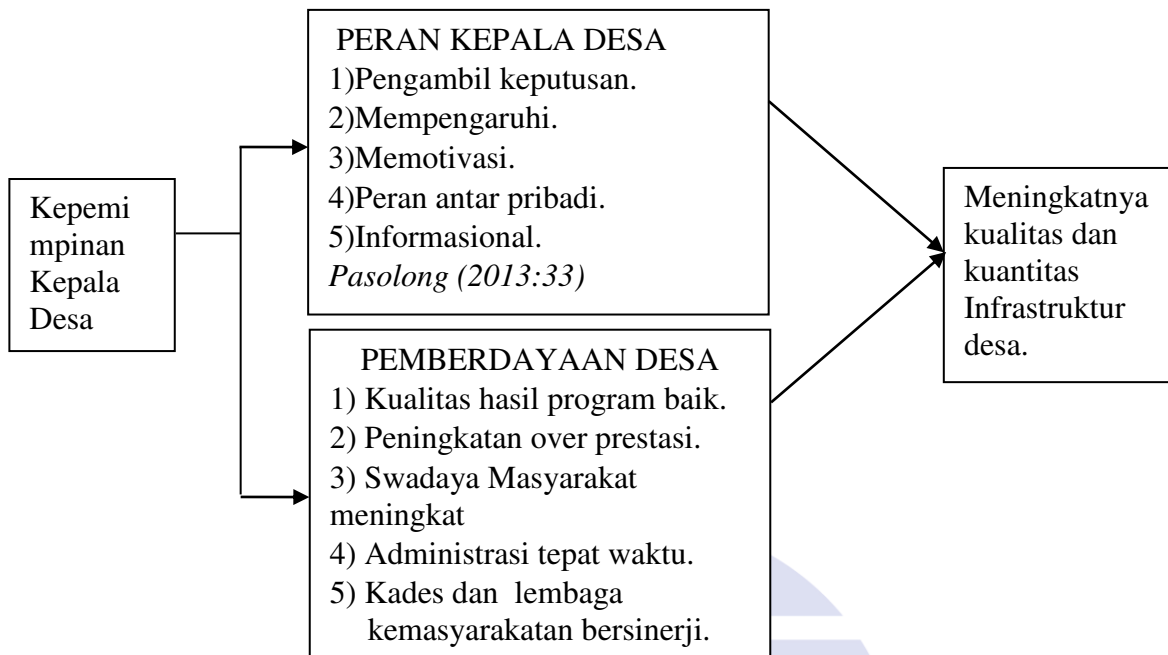 Kepemi
mpinan
Kepala
Desa
PERAN KEPALA DESA
1)Pengambil keputusan.
2)Mempengaruhi.
3)Memotivasi.
4)Peran antar pribadi.
5)Informasional.
Pasolong (2013:33)
PEMBERDAYAAN DESA
1) Kualitas hasil program baik.
2) Peningkatan over prestasi.
3) Swadaya Masyarakat
meningkat
4) Administrasi tepat waktu.
5) Kades dan lembaga
kemasyarakatan bersinerji.
Meningkatnya
kualitas dan
kuantitas
Infrastruktur
desa.